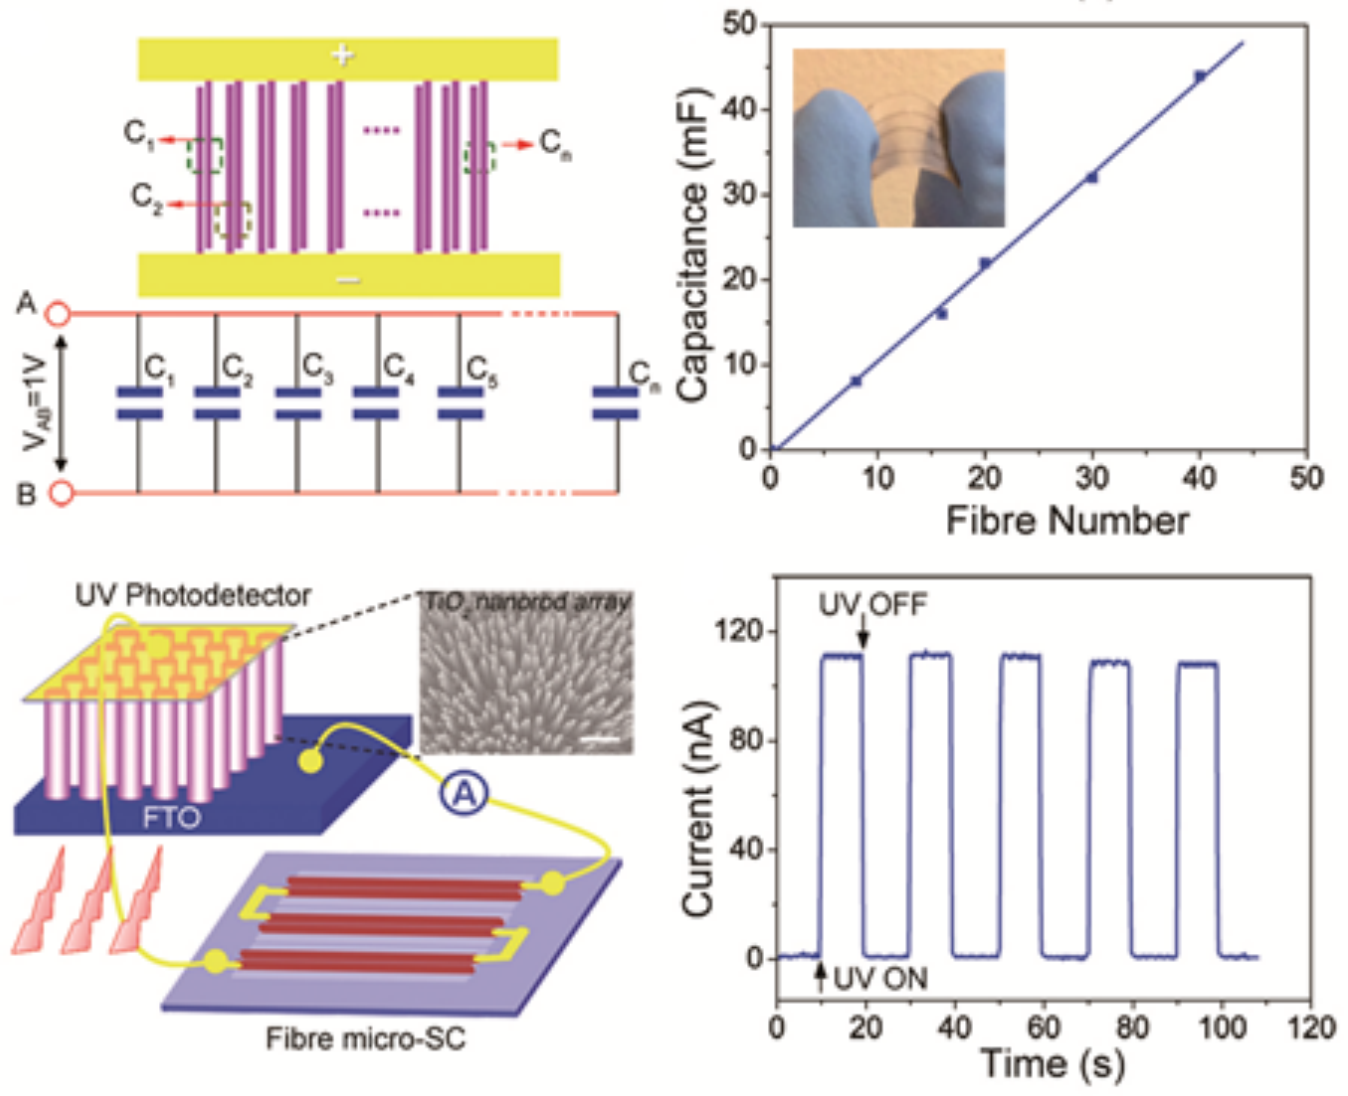 +
C₁
C₂
Cₙ
−
A
B
V_AB=1V
C₁ C₂ C₃ C₄ C₅ Cₙ
Capacitance (mF)
50
40
30
20
10
0
0 10 20 30 40 50
Fibre Number
UV Photodetector
TiO₂ nanorod array
FTO
A
Fibre micro-SC
Current (nA)
120
80
40
0
UV OFF
UV ON
0 20 40 60 80 100 120
Time (s)